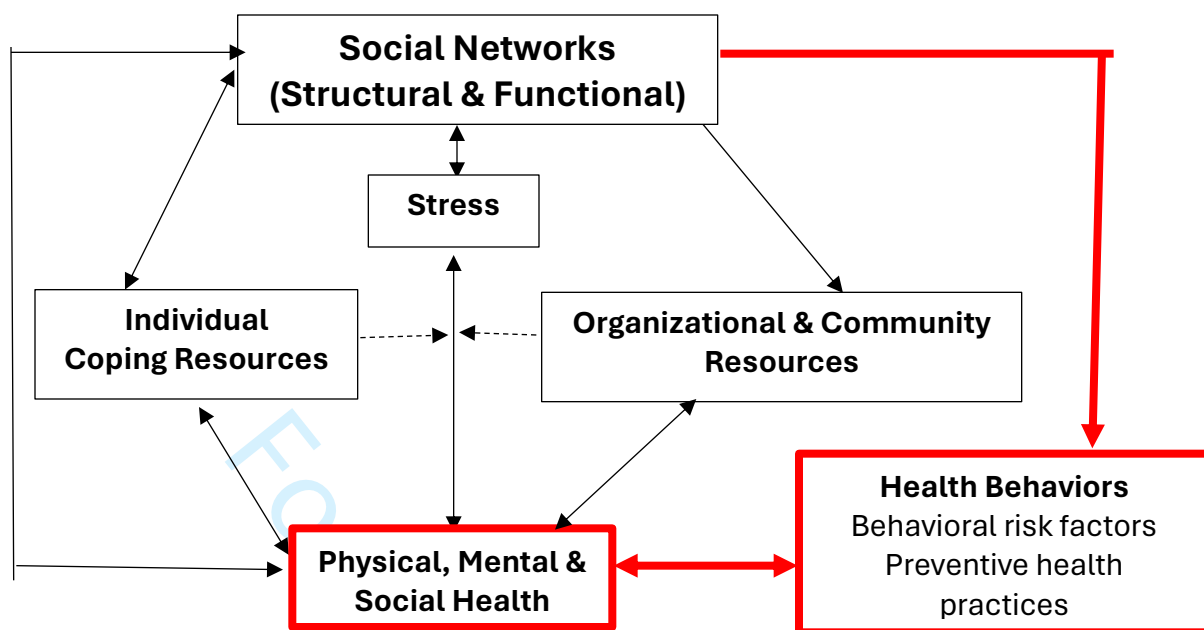 Social Networks
(Structural & Functional)
Stress
Individual
Coping Resources
Organizational & Community
Resources
Fo
Health Behaviors
Behavioral risk factors
Preventive health
practices
Physical, Mental &
Social Health